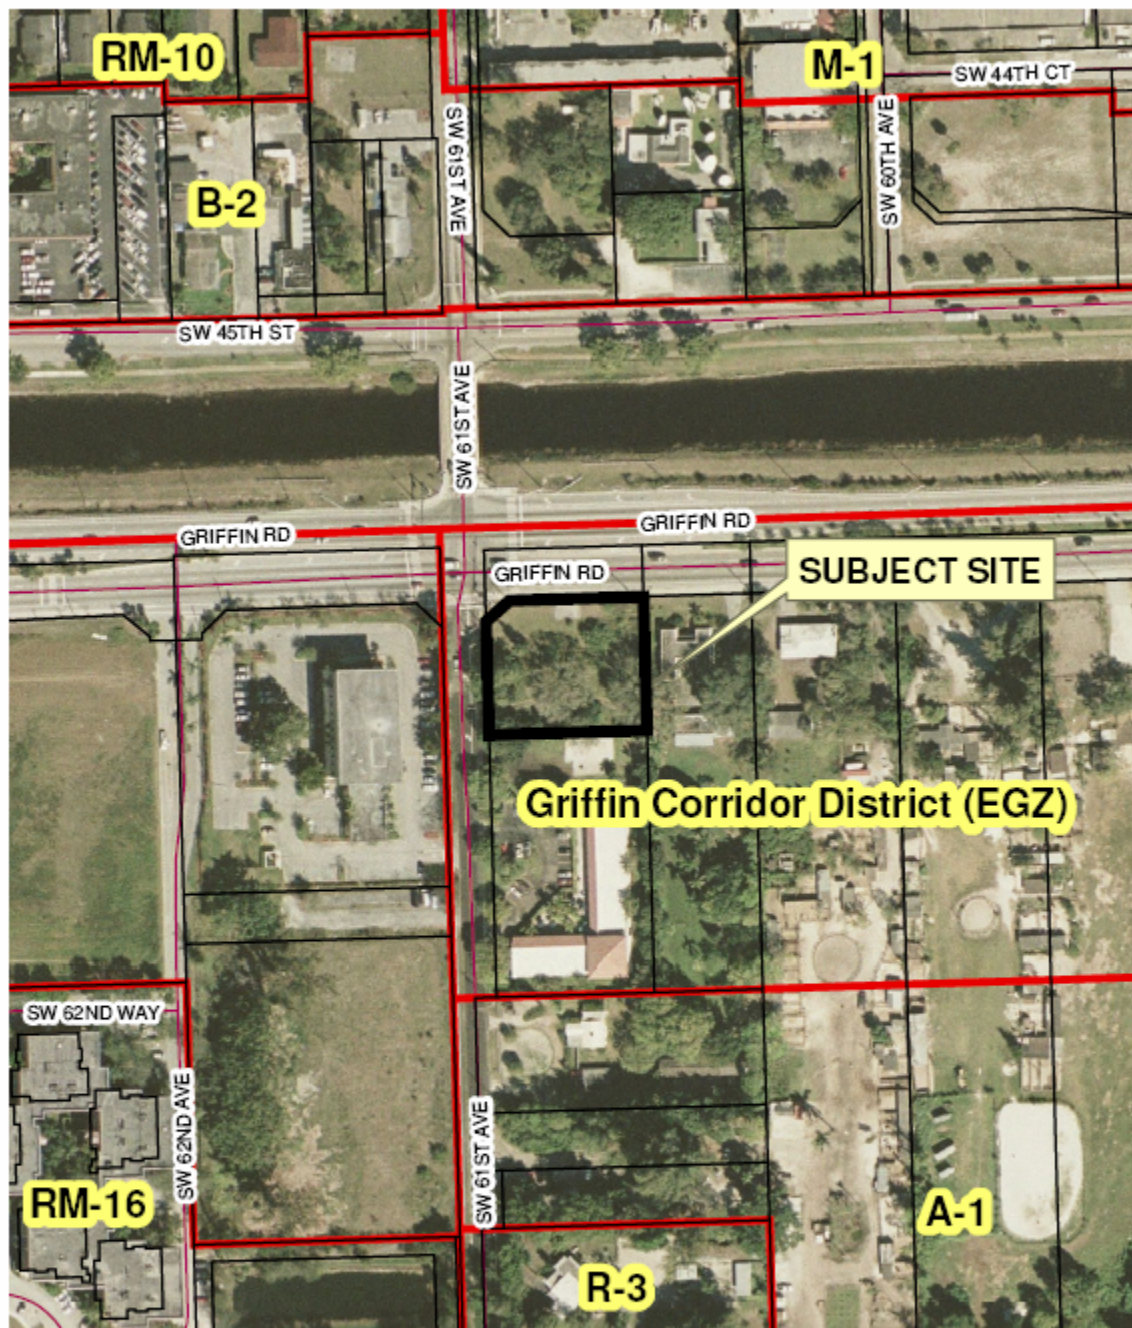 RM-10
M-1
SW 44TH CT
SW 61ST AVE
SW 60TH AVE
B-2
SW 45TH ST
SW 61ST AVE
GRIFFIN RD
GRIFFIN RD
GRIFFIN RD
SUBJECT SITE
Griffin Corridor District (EGZ)
SW 62ND WAY
SW 62ND AVE
SW 61ST AVE
RM-16
A-1
R-3